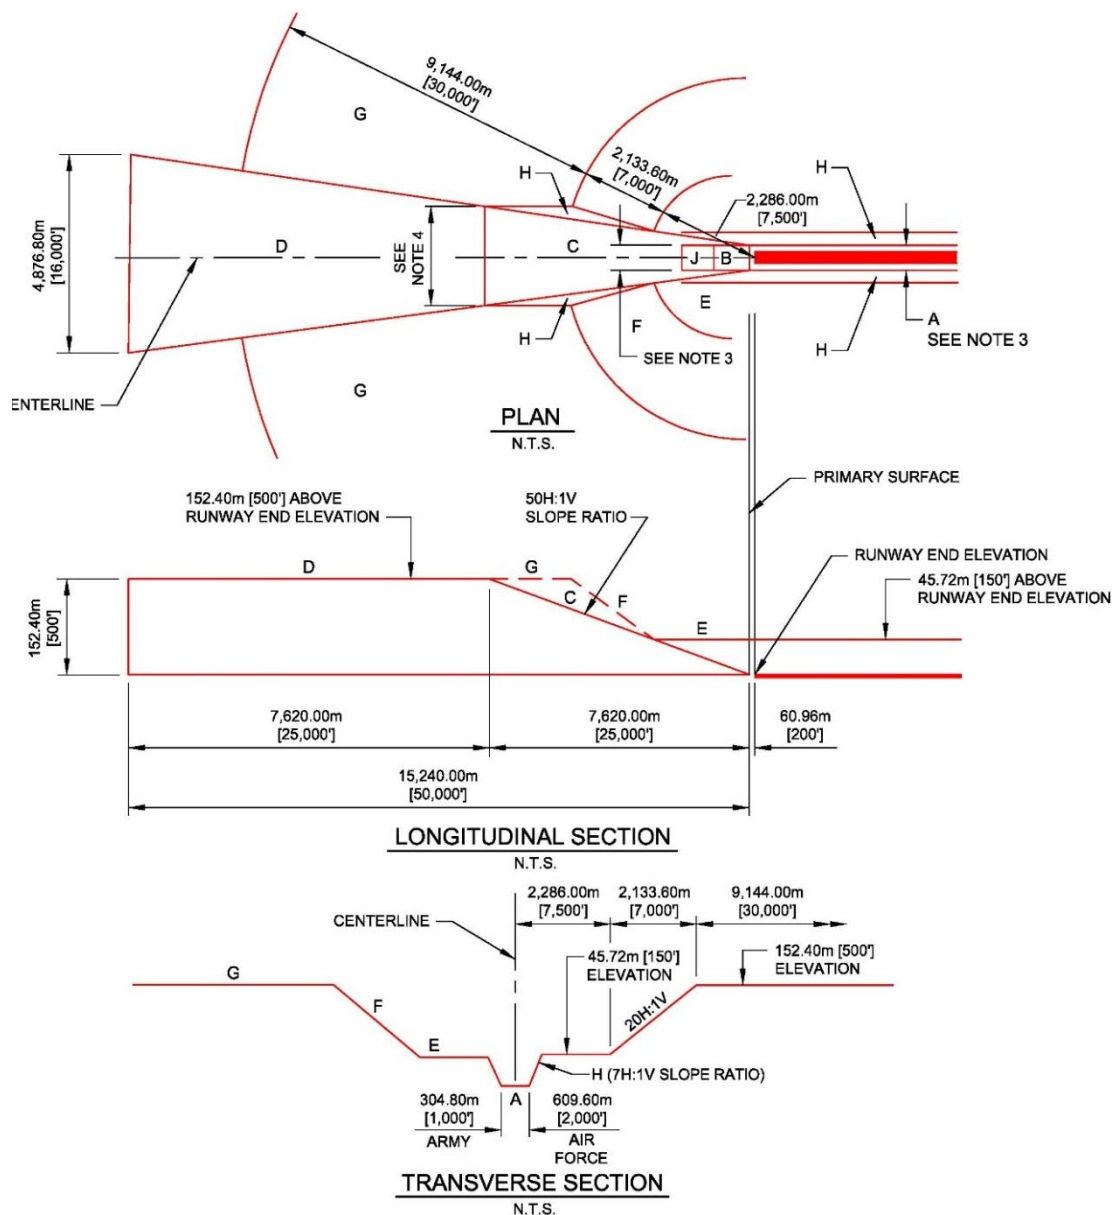 9,144.00m
[30,000']
G
2,133.60m
[7,000']
H
H
2,286.00m
[7,500']
4,876.80m
[16,000']
D
SEE
NOTE 4
C
J
B
E
H
F
SEE NOTE 3
H
A
SEE NOTE 3
G
ENTERLINE
PLAN
N.T.S.
152.40m [500'] ABOVE
RUNWAY END ELEVATION
50H:1V
SLOPE RATIO
PRIMARY SURFACE
RUNWAY END ELEVATION
45.72m [150'] ABOVE
RUNWAY END ELEVATION
D
G
C
F
E
152.40m
[500']
7,620.00m
[25,000']
7,620.00m
[25,000']
60.96m
[200']
15,240.00m
[50,000']
LONGITUDINAL SECTION
N.T.S.
2,286.00m
[7,500']
2,133.60m
[7,000']
9,144.00m
[30,000']
CENTERLINE
45.72m [150']
ELEVATION
152.40m [500']
ELEVATION
G
F
E
20H:1V
H (7H:1V SLOPE RATIO)
304.80m
[1,000']
ARMY
A
609.60m
[2,000']
AIR
FORCE
TRANSVERSE SECTION
N.T.S.